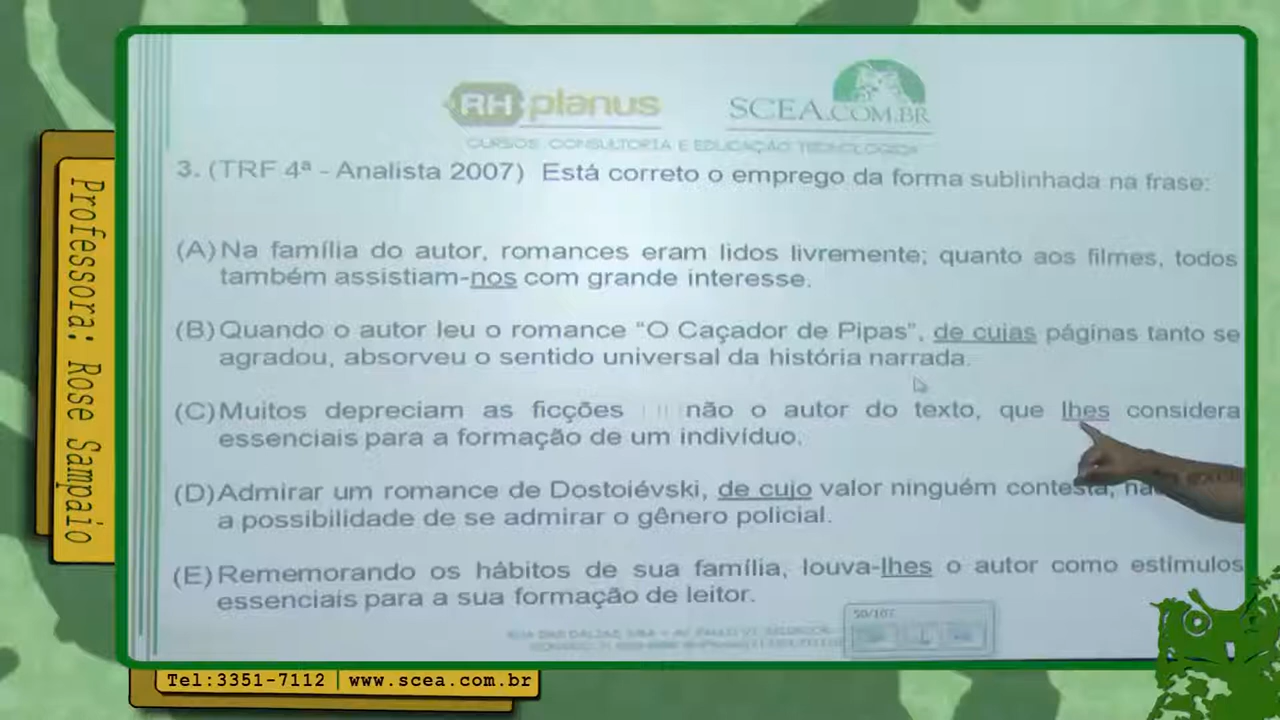 RH planus
SCEA.COM.BR
CURSOS, CONSULTORIA E EDUCAÇÃO TECNOLÓGICA
3. (TRF 4ª - Analista 2007) Está correto o emprego da forma sublinhada na frase:
(A) Na família do autor, romances eram lidos livremente; quanto aos filmes, todos
também assistiam-nos com grande interesse.
(B) Quando o autor leu o romance “O Caçador de Pipas”, de cujas páginas tanto se
agradou, absorveu o sentido universal da história narrada.
(C) Muitos depreciam as ficções não o autor do texto, que lhes considera
essenciais para a formação de um indivíduo.
(D) Admirar um romance de Dostoiévski, de cujo valor ninguém contesta,
a possibilidade de se admirar o gênero policial.
(E) Rememorando os hábitos de sua família, louva-lhes o autor como estímulos
essenciais para a sua formação de leitor.
50/107
Professora: Rose Sampaio
Tel:3351-7112 | www.scea.com.br